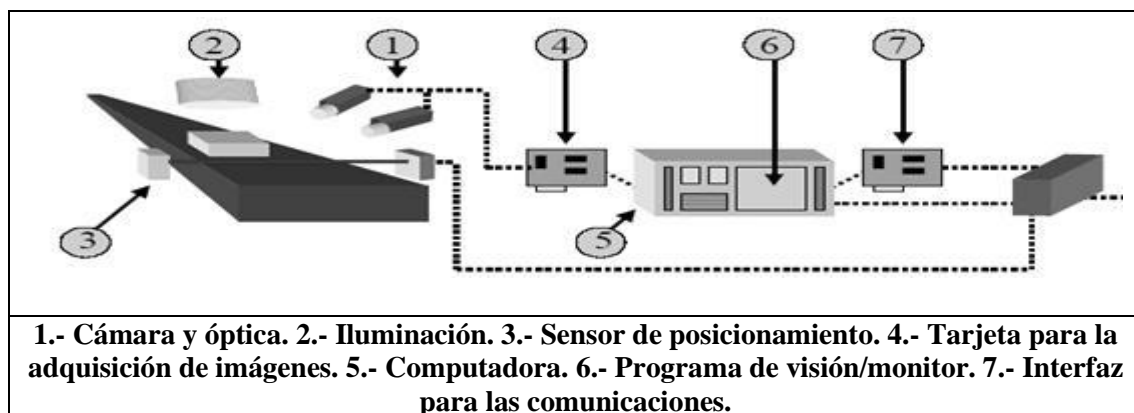 2 1 4 6 7
3 5
1.- Cámara y óptica. 2.- Iluminación. 3.- Sensor de posicionamiento. 4.- Tarjeta para la
adquisición de imágenes. 5.- Computadora. 6.- Programa de visión/monitor. 7.- Interfaz
para las comunicaciones.